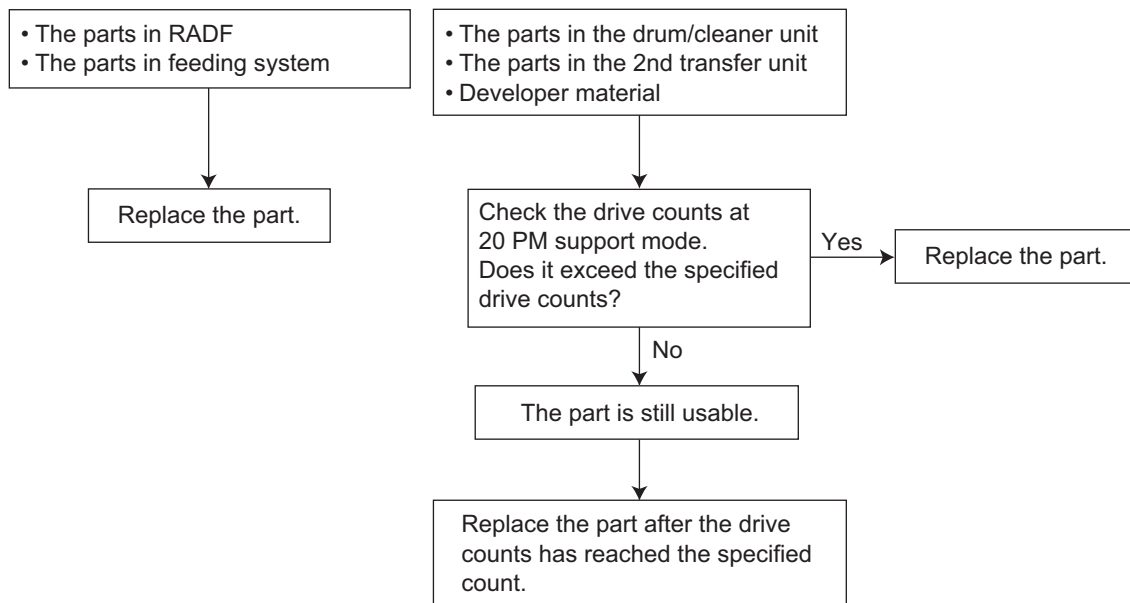 • The parts in RADF
• The parts in feeding system
Replace the part.
• The parts in the drum/cleaner unit
• The parts in the 2nd transfer unit
• Developer material
Check the drive counts at
20 PM support mode.
Does it exceed the specified
drive counts?
Yes
Replace the part.
No
The part is still usable.
Replace the part after the drive
counts has reached the specified
count.